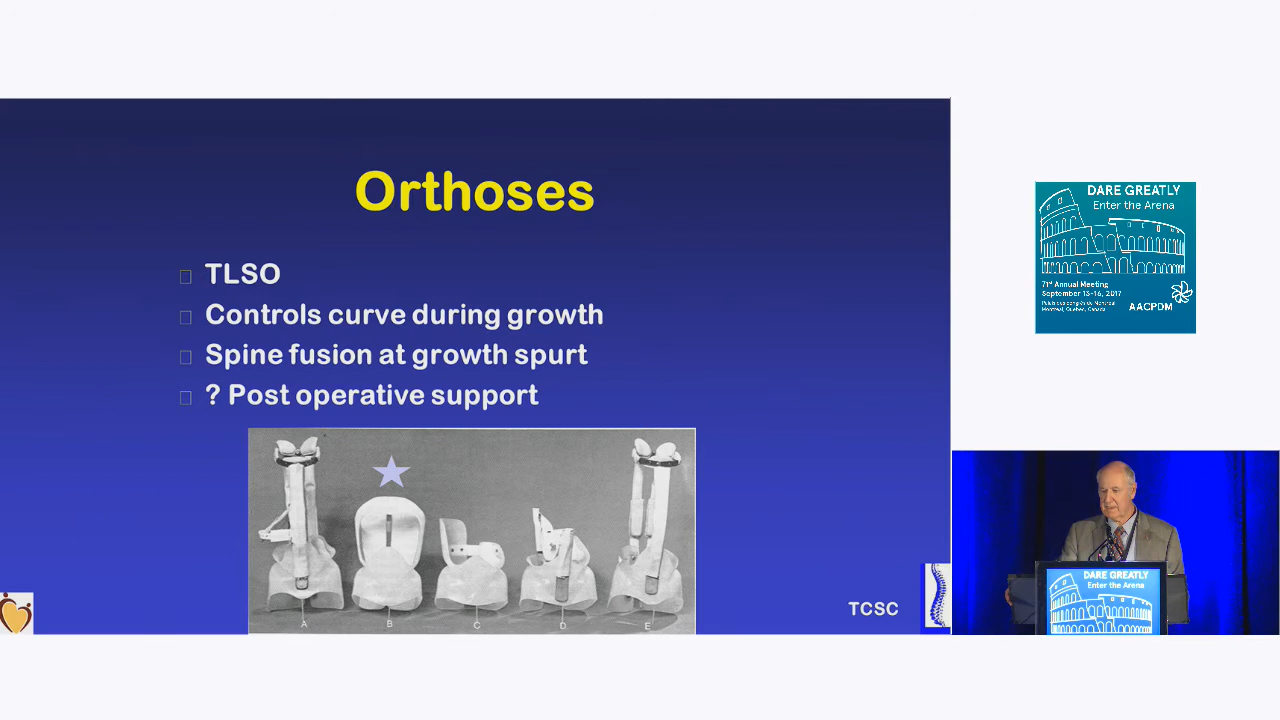 Orthoses
TLSO
Controls curve during growth
Spine fusion at growth spurt
? Post operative support
A B C D E
TCSC
DARE GREATLY
Enter the Arena
71st Annual Meeting
September 13-16, 2017
Palais des congrès de Montréal
Montreal, Quebec, Canada
AACPDM
DARE GREATLY
Enter the Arena